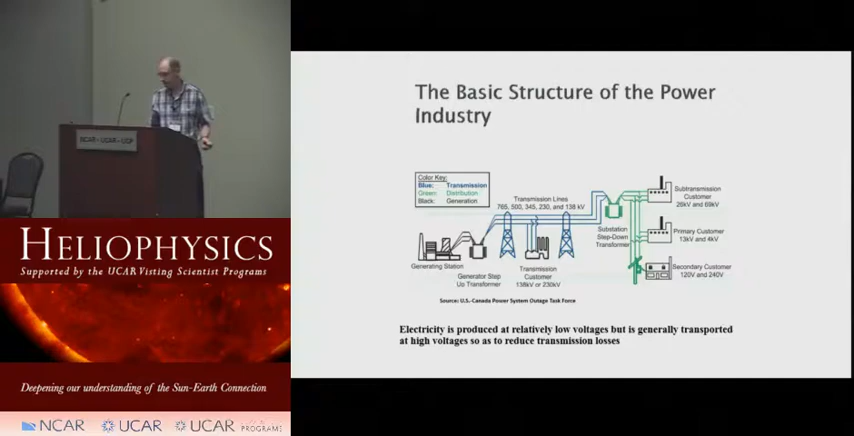 NCAR • UCAR • UCP
HELIOPHYSICS
Supported by the UCAR Visting Scientist Programs
Deepening our understanding of the Sun-Earth Connection
NCAR
UCAR
UCAR
PROGRAMS
The Basic Structure of the Power
Industry
Color Key:
Blue: Transmission
Green: Distribution
Black: Generation
Transmission Lines
765, 500, 345, 230, and 138 kV
Generating Station
Generator Step
Up Transformer
Transmission
Customer
138kV or 230kV
Substation
Step-Down
Transformer
Subtransmission
Customer
26kV and 69kV
Primary Customer
13kV and 4kV
Secondary Customer
120V and 240V
Source: U.S.-Canada Power System Outage Task Force
Electricity is produced at relatively low voltages but is generally transported
at high voltages so as to reduce transmission losses